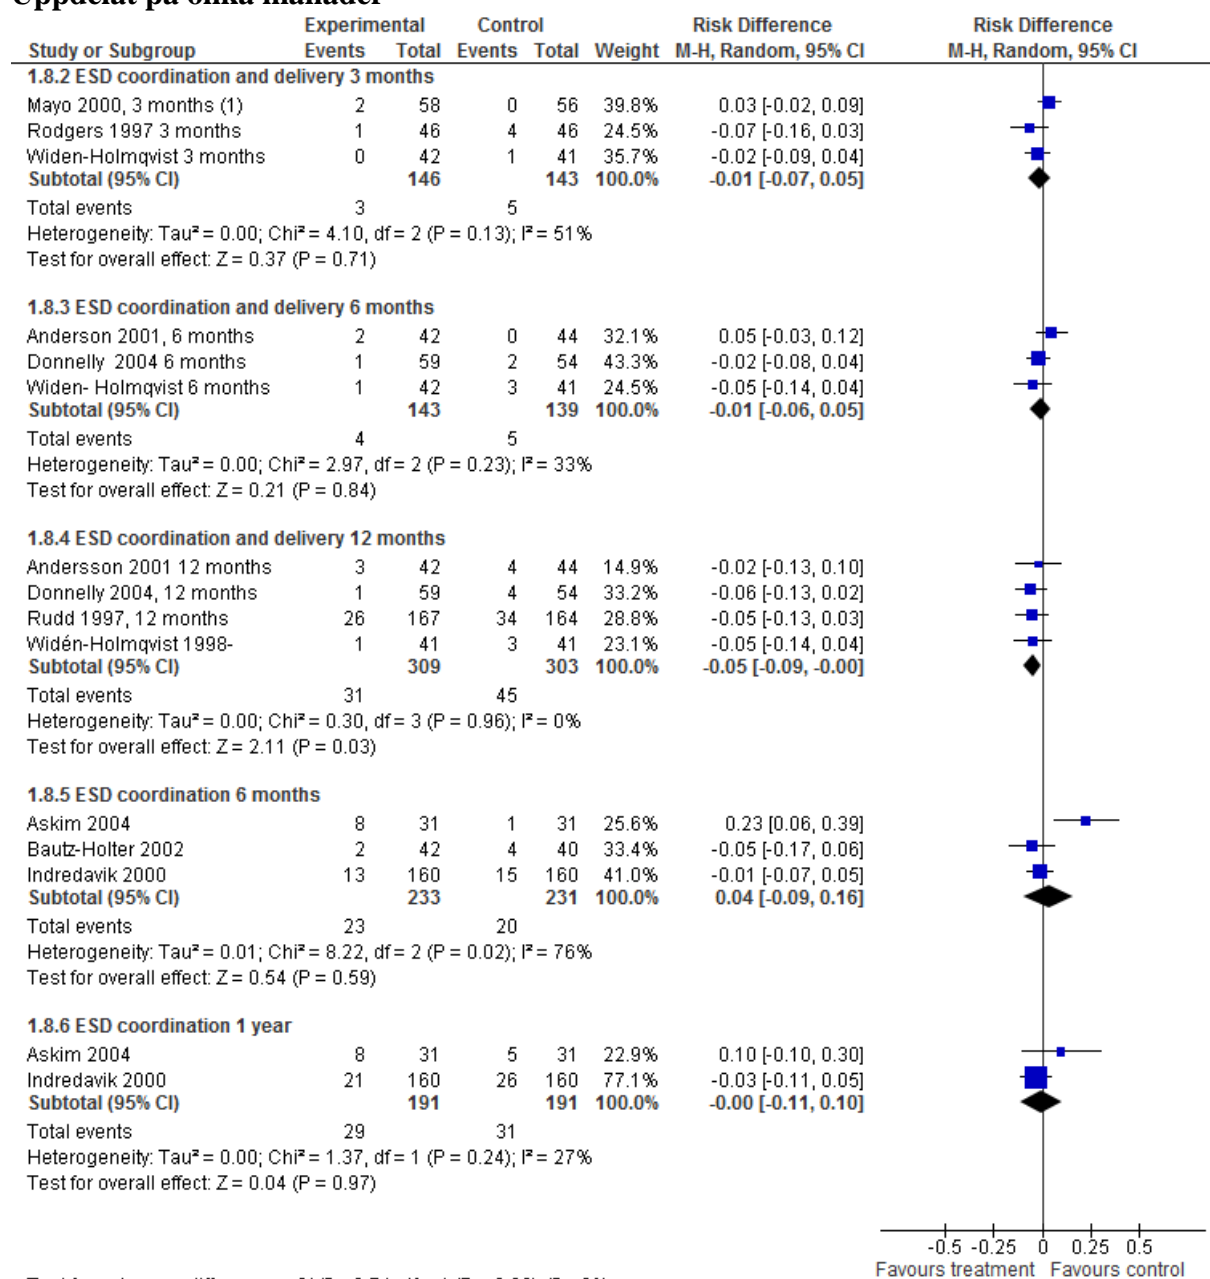 Uppdelat på olika månader
Experimental Control Risk Difference Risk Difference
Study or Subgroup Events Total Events Total Weight M-H, Random, 95% CI M-H, Random, 95% CI
1.8.2 ESD coordination and delivery 3 months
Mayo 2000, 3 months (1) 2 58 0 56 39.8% 0.03 [-0.02, 0.09]
Rodgers 1997 3 months 1 46 4 46 24.5% -0.07 [-0.16, 0.03]
Widen-Holmqvist 3 months 0 42 1 41 35.7% -0.02 [-0.09, 0.04]
Subtotal (95% CI) 146 143 100.0% -0.01 [-0.07, 0.05]
Total events 3 5
Heterogeneity: Tau² = 0.00; Chi² = 4.10, df = 2 (P = 0.13); I² = 51%
Test for overall effect: Z = 0.37 (P = 0.71)
1.8.3 ESD coordination and delivery 6 months
Anderson 2001, 6 months 2 42 0 44 32.1% 0.05 [-0.03, 0.12]
Donnelly 2004 6 months 1 59 2 54 43.3% -0.02 [-0.08, 0.04]
Widen- Holmqvist 6 months 1 42 3 41 24.5% -0.05 [-0.14, 0.04]
Subtotal (95% CI) 143 139 100.0% -0.01 [-0.06, 0.05]
Total events 4 5
Heterogeneity: Tau² = 0.00; Chi² = 2.97, df = 2 (P = 0.23); I² = 33%
Test for overall effect: Z = 0.21 (P = 0.84)
1.8.4 ESD coordination and delivery 12 months
Andersson 2001 12 months 3 42 4 44 14.9% -0.02 [-0.13, 0.10]
Donnelly 2004, 12 months 1 59 4 54 33.2% -0.06 [-0.13, 0.02]
Rudd 1997, 12 months 26 167 34 164 28.8% -0.05 [-0.13, 0.03]
Widén-Holmqvist 1998- 1 41 3 41 23.1% -0.05 [-0.14, 0.04]
Subtotal (95% CI) 309 303 100.0% -0.05 [-0.09, -0.00]
Total events 31 45
Heterogeneity: Tau² = 0.00; Chi² = 0.30, df = 3 (P = 0.96); I² = 0%
Test for overall effect: Z = 2.11 (P = 0.03)
1.8.5 ESD coordination 6 months
Askim 2004 8 31 1 31 25.6% 0.23 [0.06, 0.39]
Bautz-Holter 2002 2 42 4 40 33.4% -0.05 [-0.17, 0.06]
Indredavik 2000 13 160 15 160 41.0% -0.01 [-0.07, 0.05]
Subtotal (95% CI) 233 231 100.0% 0.04 [-0.09, 0.16]
Total events 23 20
Heterogeneity: Tau² = 0.01; Chi² = 8.22, df = 2 (P = 0.02); I² = 76%
Test for overall effect: Z = 0.54 (P = 0.59)
1.8.6 ESD coordination 1 year
Askim 2004 8 31 5 31 22.9% 0.10 [-0.10, 0.30]
Indredavik 2000 21 160 26 160 77.1% -0.03 [-0.11, 0.05]
Subtotal (95% CI) 191 191 100.0% -0.00 [-0.11, 0.10]
Total events 29 31
Heterogeneity: Tau² = 0.00; Chi² = 1.37, df = 1 (P = 0.24); I² = 27%
Test for overall effect: Z = 0.04 (P = 0.97)
-0.5 -0.25 0 0.25 0.5
Favours treatment Favours control